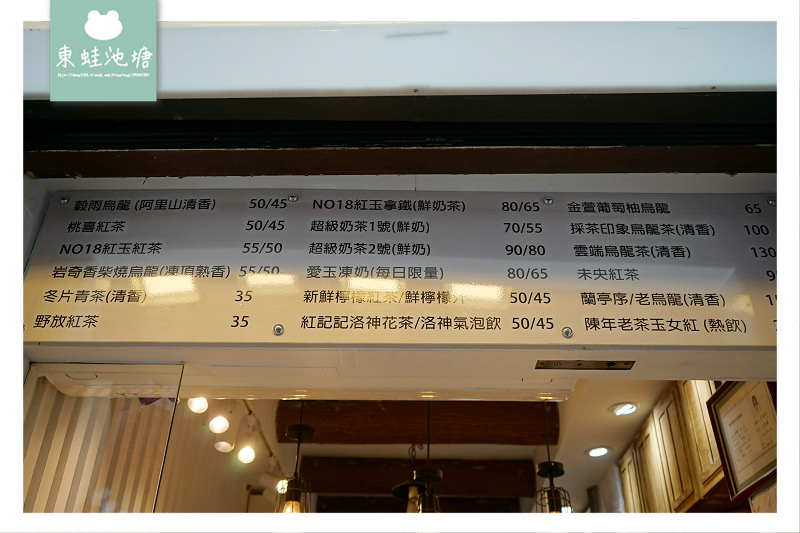 東蛙池塘
穀雨烏龍 (阿里山清香) 50/45
桃喜紅茶 50/45
NO18紅玉紅茶 55/50
岩奇香柴燒烏龍(凍頂熟香) 55/50
冬片青茶(清香) 35
野放紅茶 35
NO18紅玉拿鐵(鮮奶茶) 80/65
超級奶茶1號(鮮奶) 70/55
超級奶茶2號(鮮奶) 90/80
愛玉凍奶(每日限量) 80/65
新鮮檸檬紅茶/鮮檸檬汁 50/45
紅記記洛神花茶/洛神氣泡飲 50/45
金萱葡萄柚烏龍 65
採茶印象烏龍茶(清香) 100
雲端烏龍茶(清香) 130
未央紅茶
蘭亭序/老烏龍(清香)
陳年老茶玉女紅 (熱飲)